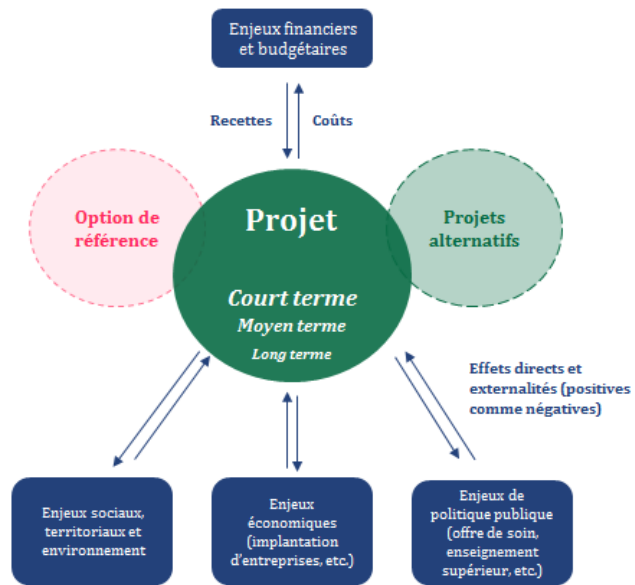 Enjeux financiers
et budgétaires
Recettes
Coûts
Option de
référence
Projet
Projets
alternatifs
Court terme
Moyen terme
Long terme
Effets directs et
externalités (positives
comme négatives)
Enjeux sociaux,
territoriaux et
environnement
Enjeux
économiques
(implantation
d'entreprises, etc.)
Enjeux de
politique publique
(offre de soin,
enseignement
supérieur, etc.)